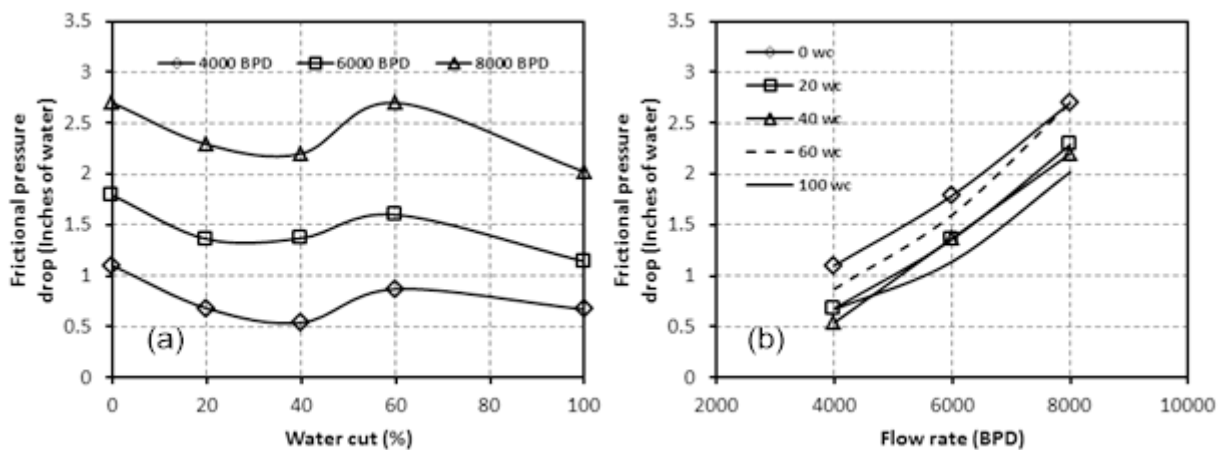 3.5
3
2.5
2
1.5
1
0.5
0
Frictional pressure
drop (Inches of water)
4000 BPD 6000 BPD 8000 BPD
(a)
0 20 40 60 80 100
Water cut (%)
3.5
3
2.5
2
1.5
1
0.5
0
Frictional pressure
drop (Inches of water)
0 wc
20 wc
40 wc
60 wc
100 wc
(b)
2000 4000 6000 8000 10000
Flow rate (BPD)